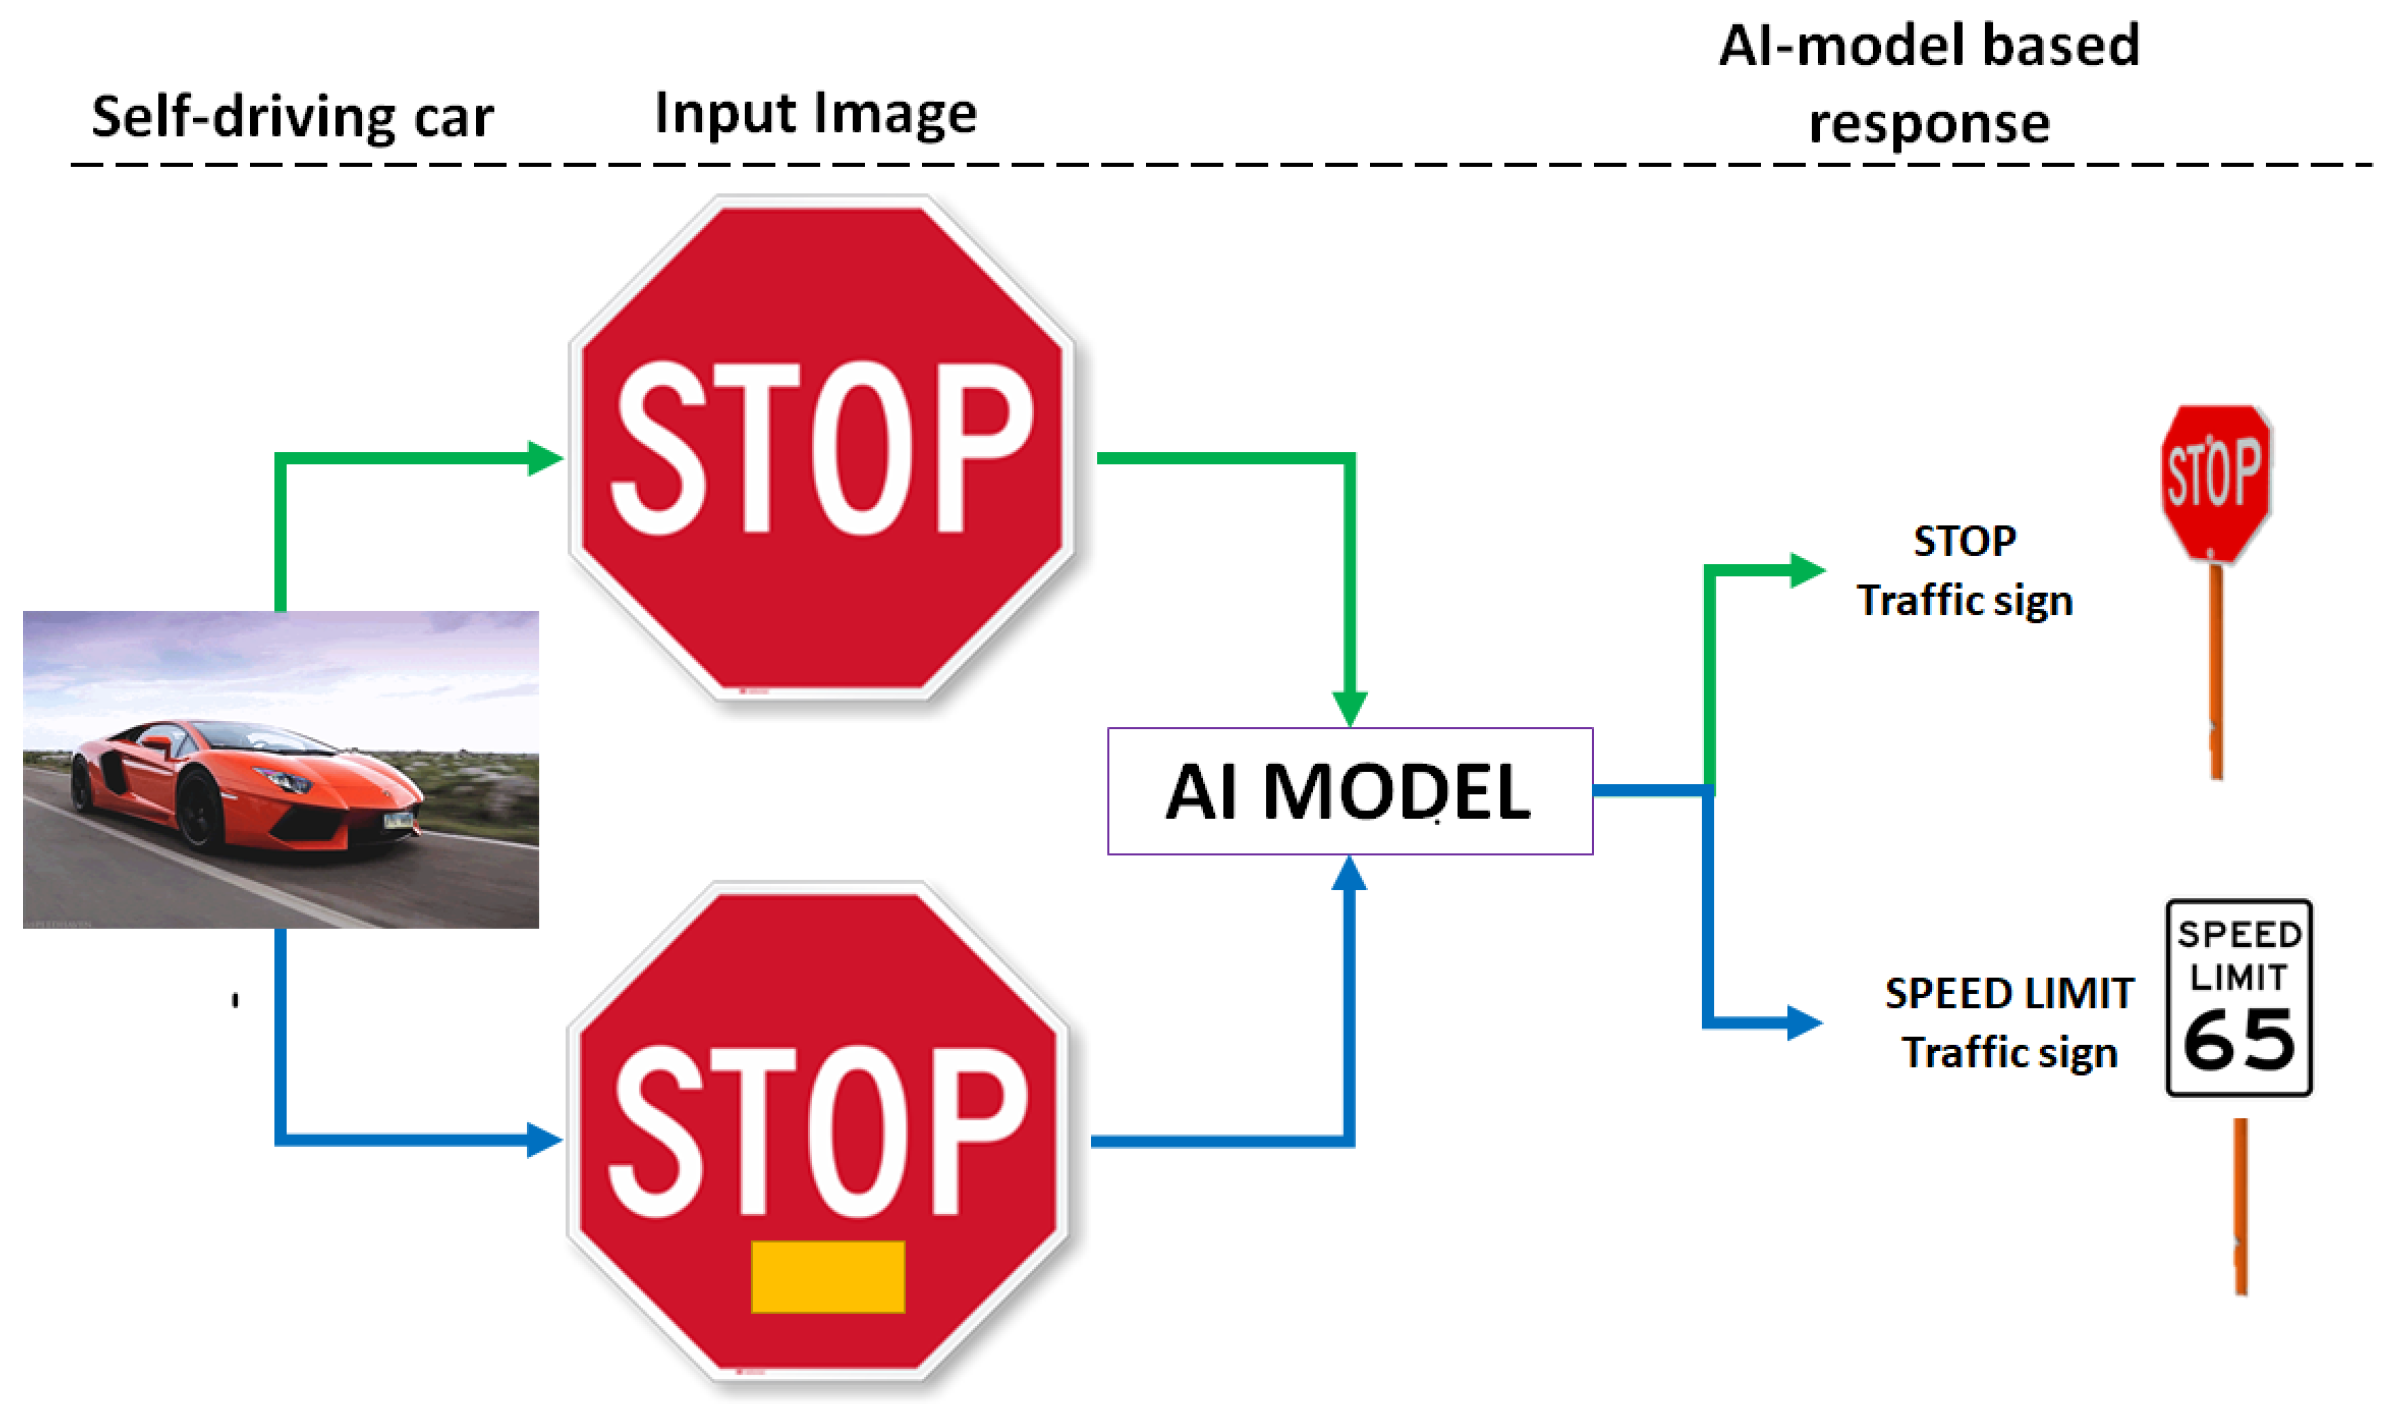 Self-driving car
Input Image
AI-model based
response
STOP
STOP
Traffic sign
STOP
AI MODEL
STOP
SPEED LIMIT
Traffic sign
SPEED
LIMIT
65